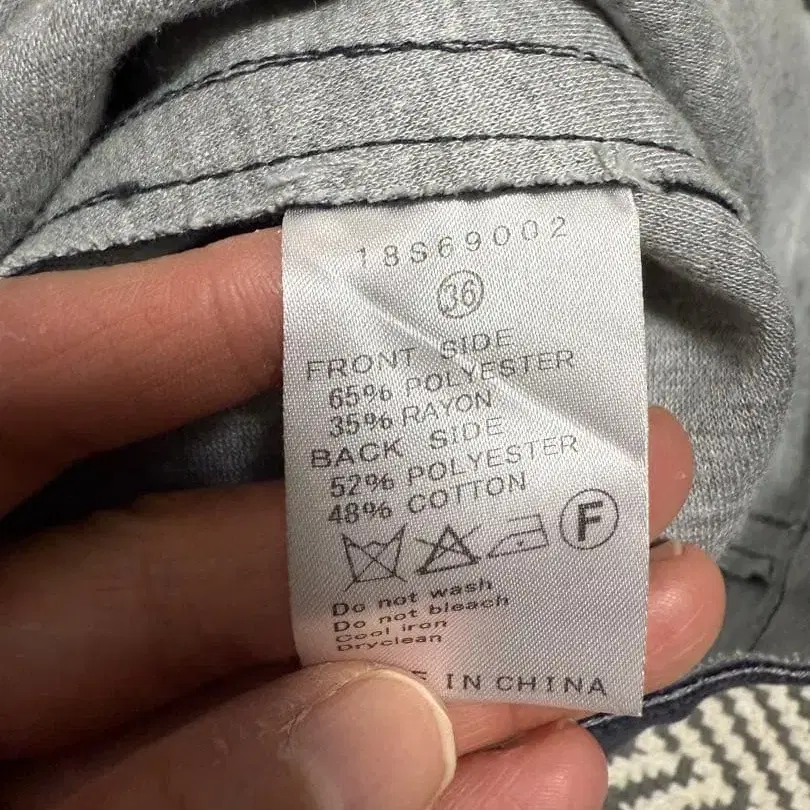 18S69002
36
FRONT SIDE
65% POLYESTER
35% RAYON
BACK SIDE
52% POLYESTER
48% COTTON
F
Do not wash
Do not bleach
Cool iron
Dryclean
IN CHINA